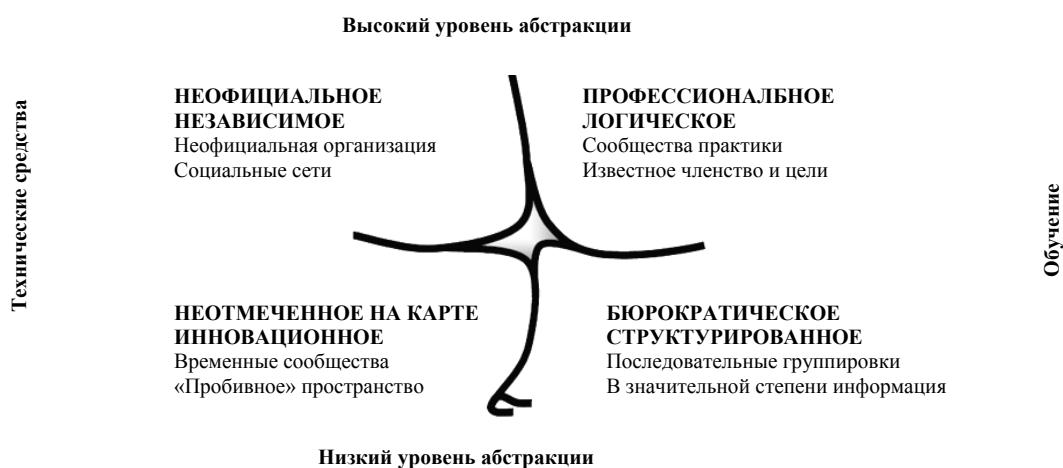 Высокий уровень абстракции
Технические средства
НЕОФИЦИАЛЬНОЕ
НЕЗАВИСИМОЕ
Неофициальная организация
Социальные сети
ПРОФЕССИОНАЛБНОЕ
ЛОГИЧЕСКОЕ
Сообщества практики
Известное членство и цели
Обучение
НЕОТМЕЧЕННОЕ НА КАРТЕ
ИННОВАЦИОННОЕ
Временные сообщества
«Пробивное» пространство
БЮРОКРАТИЧЕСКОЕ
СТРУКТУРИРОВАННОЕ
Последовательные группировки
В значительной степени информация
Низкий уровень абстракции